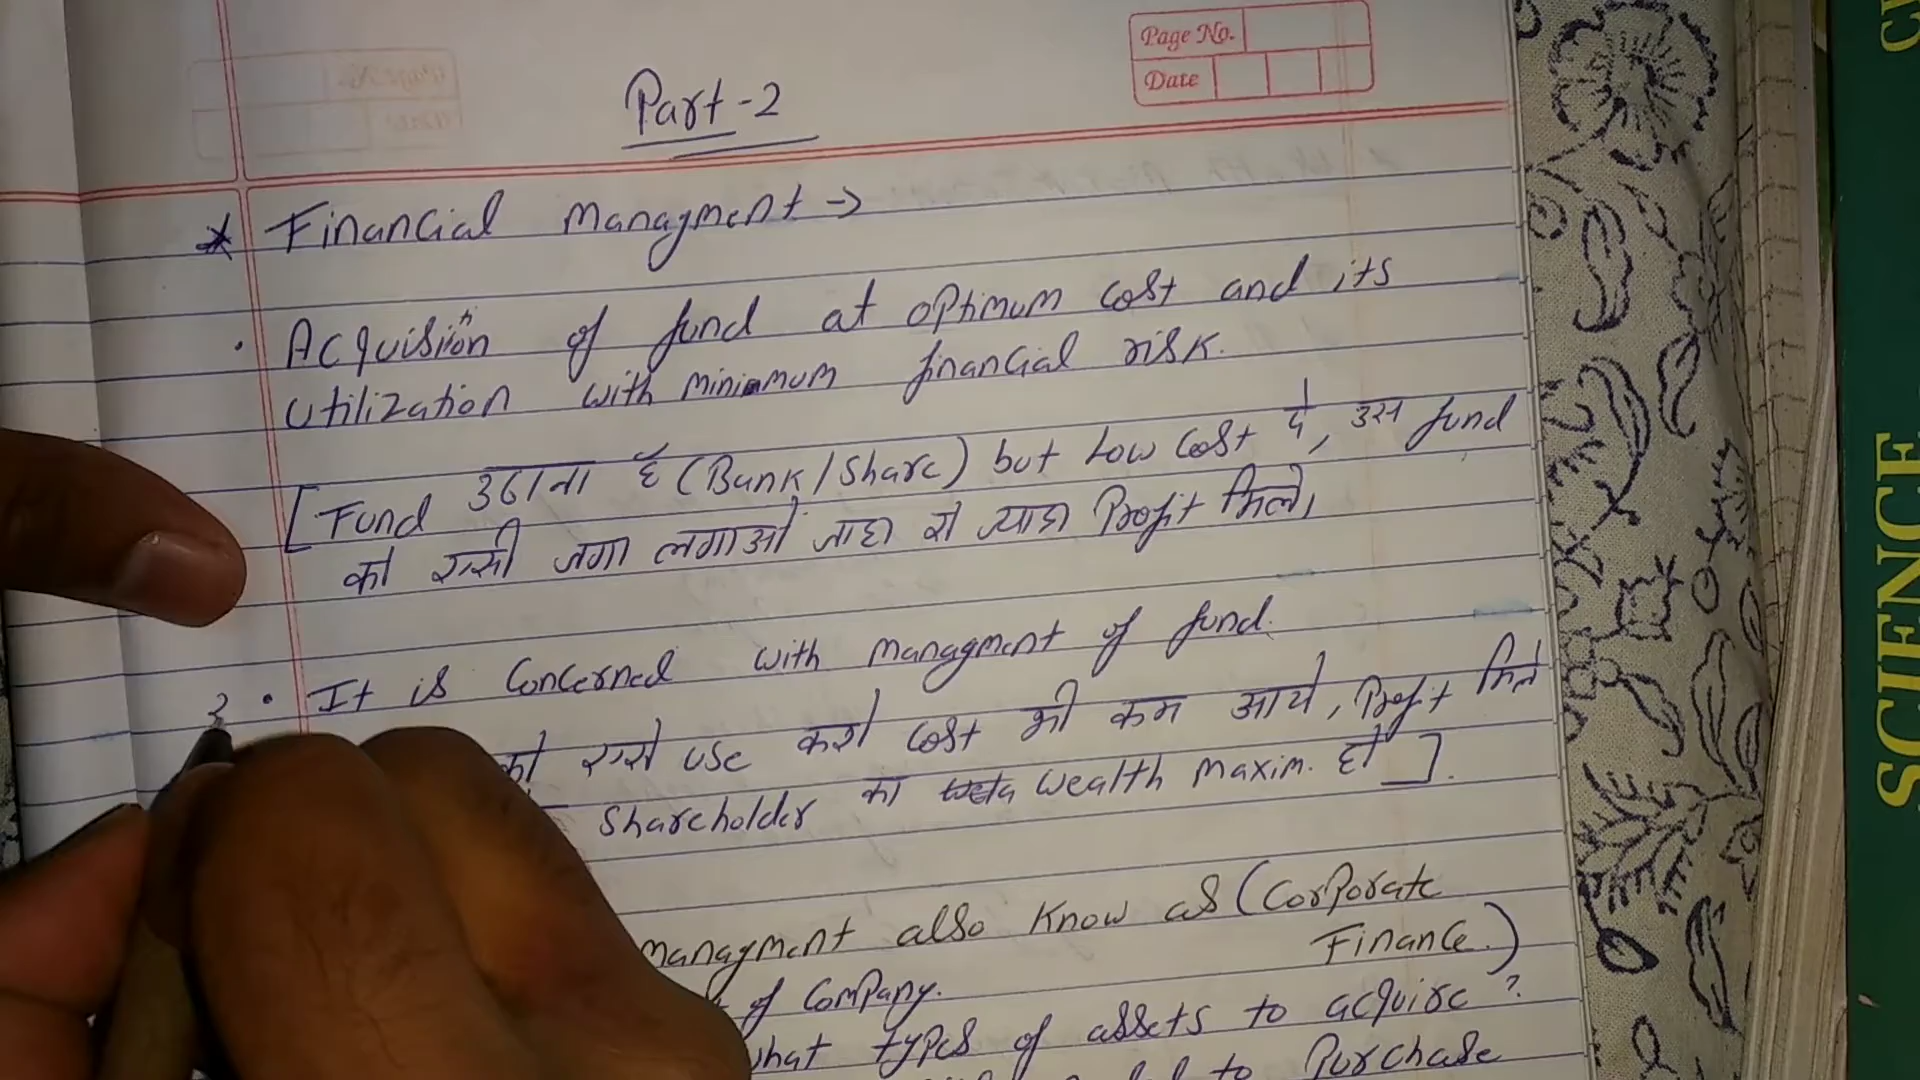 Page No.
Date
Part-2
* Financial managment →
· Acquisition of fund at optimum cost and its
utilization with minimum financial risk.
[Fund उठाना है (Bank/Share) but Low cost पे, उस fund
को एसी जगा लगाओ जाहा से ज्यादा Profit मिले।
2 · It is concerned with managment of fund.
को एसे use करो cost भी कम आये, Profit मिले
shareholder का wealth maxim. हो].
managment also know as (Corporate
Finance.)
of company.
what types of assets to acquire?
to purchase
SCIENCE